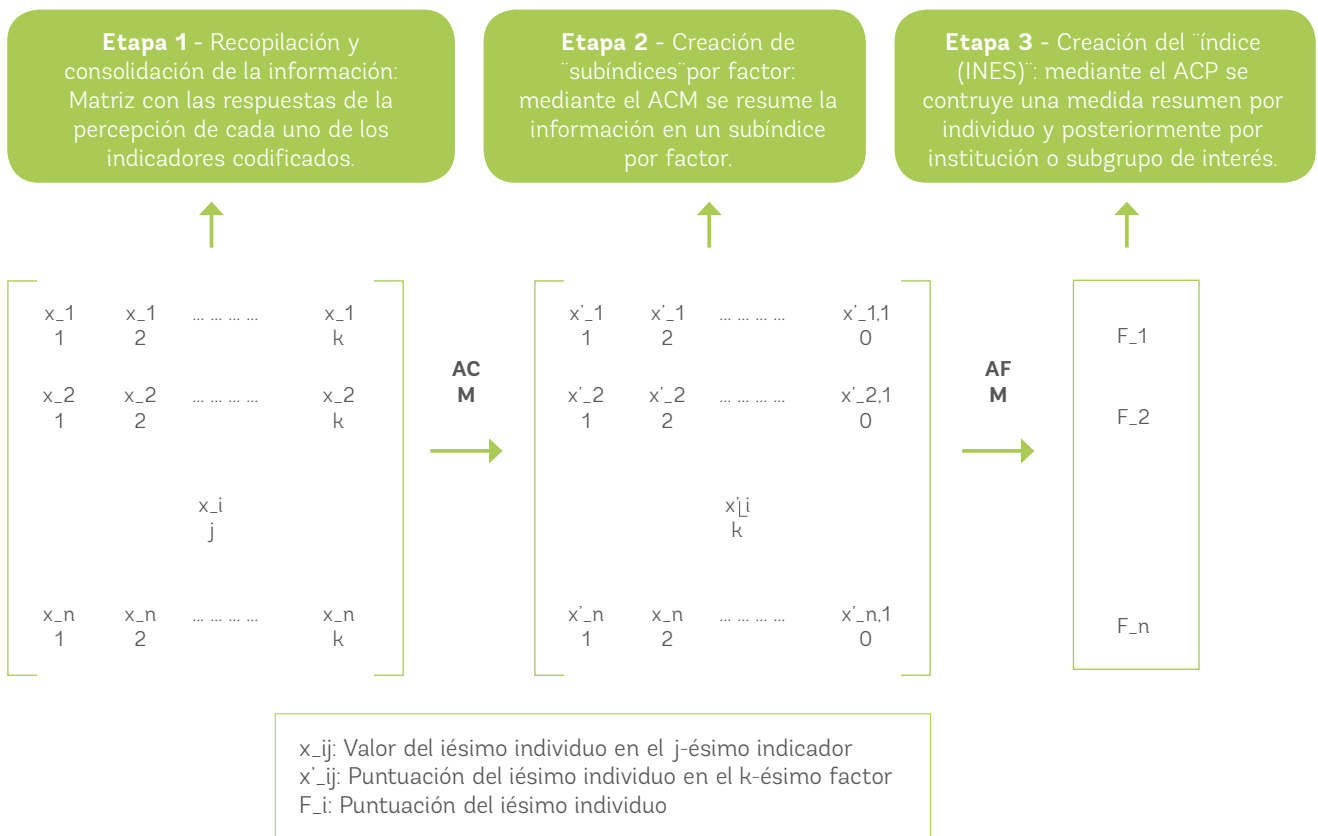 Etapa 1 - Recopilación y
consolidación de la información:
Matriz con las respuestas de la
percepción de cada uno de los
indicadores codificados.
Etapa 2 - Creación de
¨subíndices¨por factor:
mediante el ACM se resume la
información en un subíndice
por factor.
Etapa 3 - Creación del ¨índice
(INES)¨: mediante el ACP se
contruye una medida resumen por
individuo y posteriormente por
institución o subgrupo de interés.
x_1 x_1 ... ... ... ... x_1
1 2 k
x_2 x_2 ... ... ... ... x_2
1 2 k
x_i
j
x_n x_n ... ... ... ... x_n
1 2 k
AC
M
x'_1 x'_1 ... ... ... ... x'_1,1
1 2 0
x'_2 x'_2 ... ... ... ... x'_2,1
1 2 0
x'_i
k
x'_n x_n ... ... ... ... x'_n,1
1 2 0
AF
M
F_1
F_2
F_n
x_ij: Valor del iésimo individuo en el j-ésimo indicador
x'_ij: Puntuación del iésimo individuo en el k-ésimo factor
F_i: Puntuación del iésimo individuo